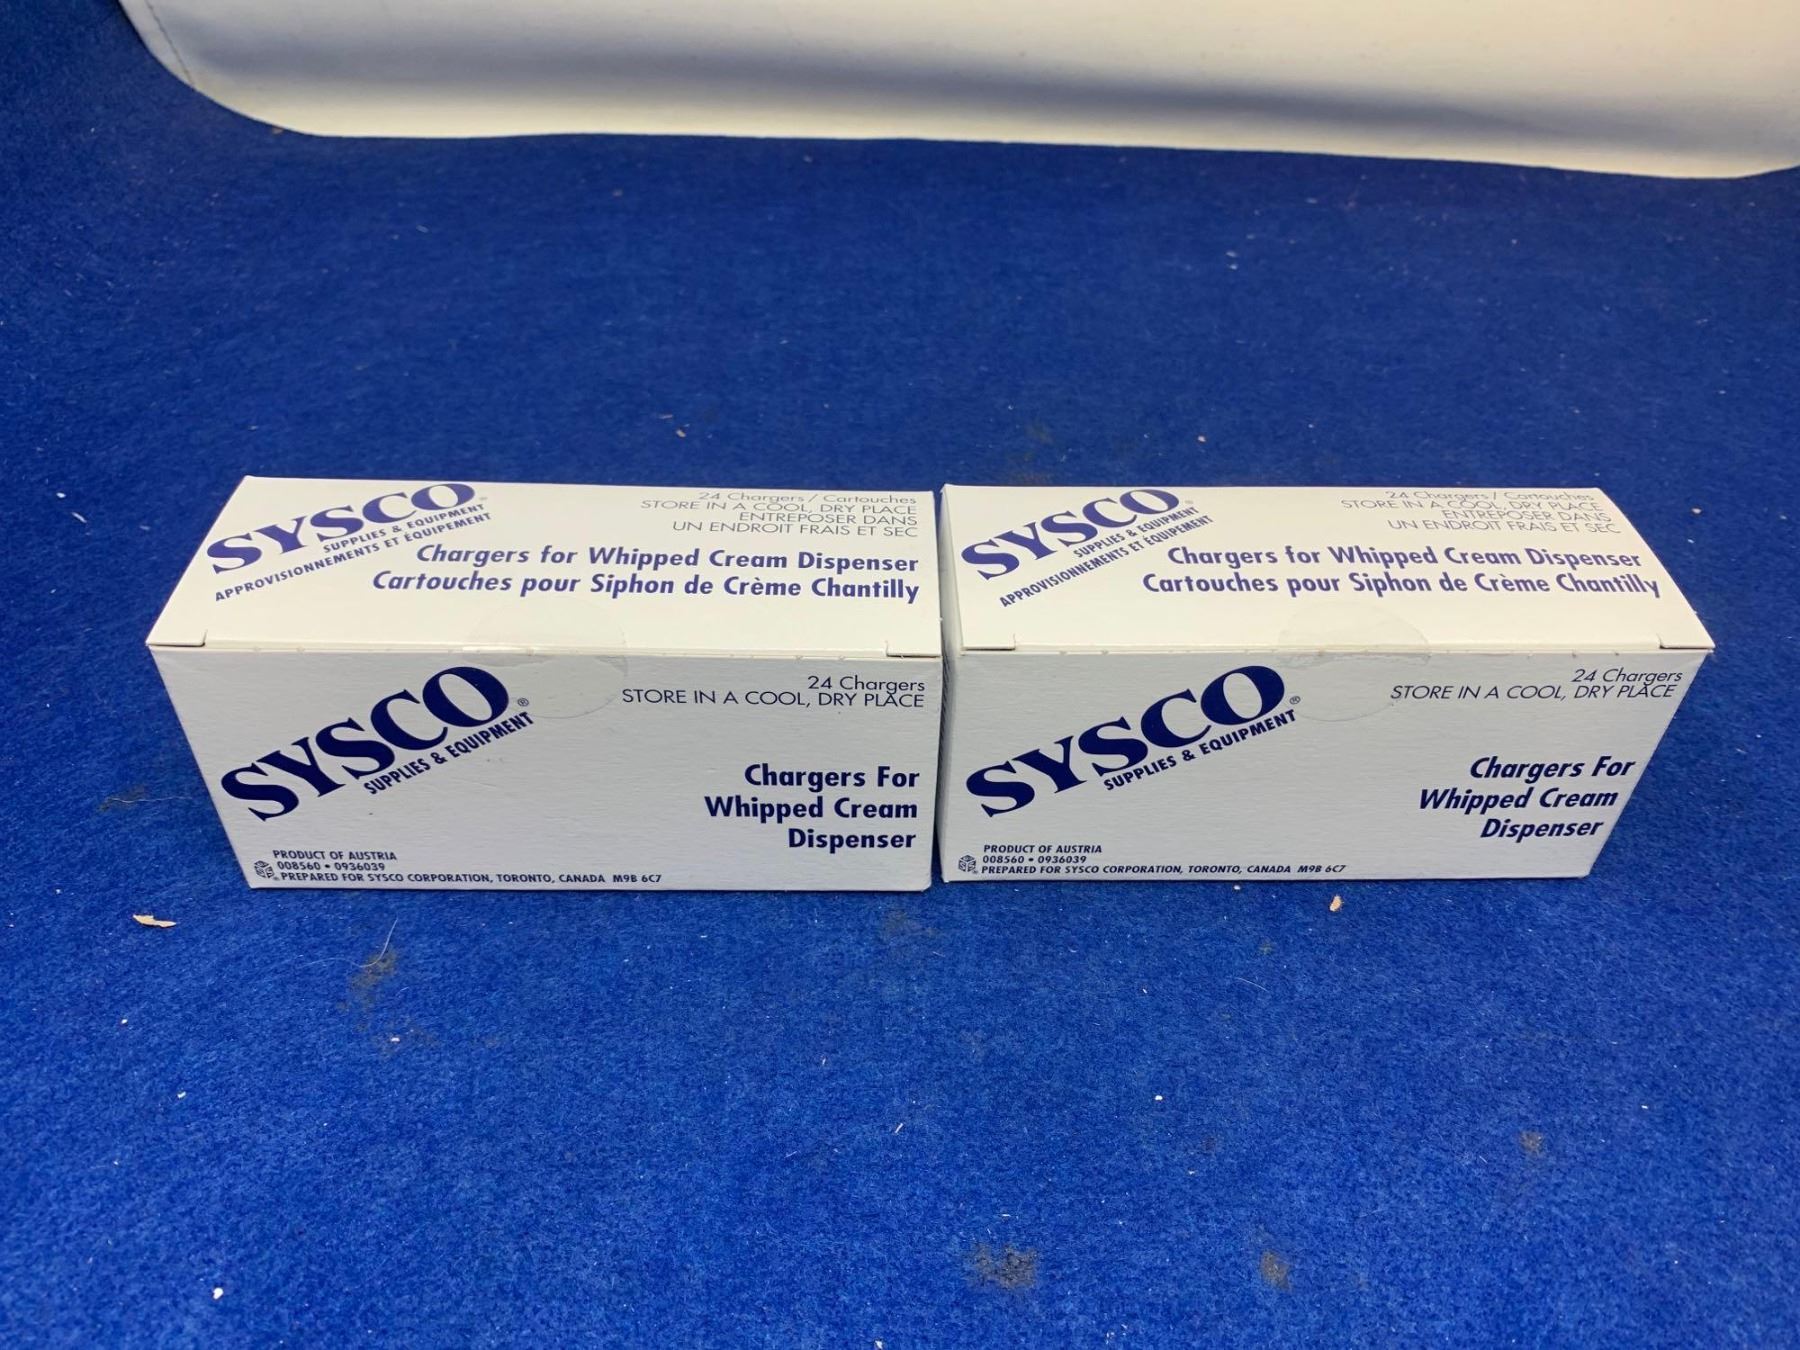 SYSCO®
SUPPLIES & EQUIPMENT
APPROVISIONNEMENTS ET ÉQUIPEMENT
24 Chargers / Cartouches
STORE IN A COOL, DRY PLACE
ENTREPOSER DANS
UN ENDROIT FRAIS ET SEC
Chargers for Whipped Cream Dispenser
Cartouches pour Siphon de Crème Chantilly
SYSCO®
SUPPLIES & EQUIPMENT
24 Chargers
STORE IN A COOL, DRY PLACE
Chargers For
Whipped Cream
Dispenser
PRODUCT OF AUSTRIA
008560 • 0936039
PREPARED FOR SYSCO CORPORATION, TORONTO, CANADA M9B 6C7
SYSCO®
SUPPLIES & EQUIPMENT
APPROVISIONNEMENTS ET ÉQUIPEMENT
24 Chargers / Cartouches
STORE IN A COOL, DRY PLACE
ENTREPOSER DANS
UN ENDROIT FRAIS ET SEC
Chargers for Whipped Cream Dispenser
Cartouches pour Siphon de Crème Chantilly
SYSCO®
SUPPLIES & EQUIPMENT
24 Chargers
STORE IN A COOL, DRY PLACE
Chargers For
Whipped Cream
Dispenser
PRODUCT OF AUSTRIA
008560 • 0936039
PREPARED FOR SYSCO CORPORATION, TORONTO, CANADA M9B 6C7